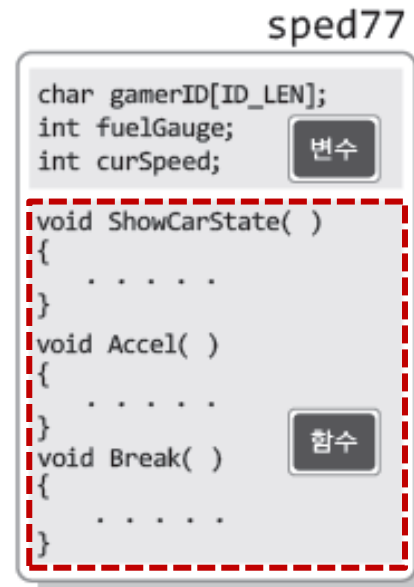 sped77
char gamerID[ID_LEN];
int fuelGauge;
int curSpeed;
변수
void ShowCarState( )
{
. . . . .
}
void Accel( )
{
. . . . .
}
함수
void Break( )
{
. . . . .
}